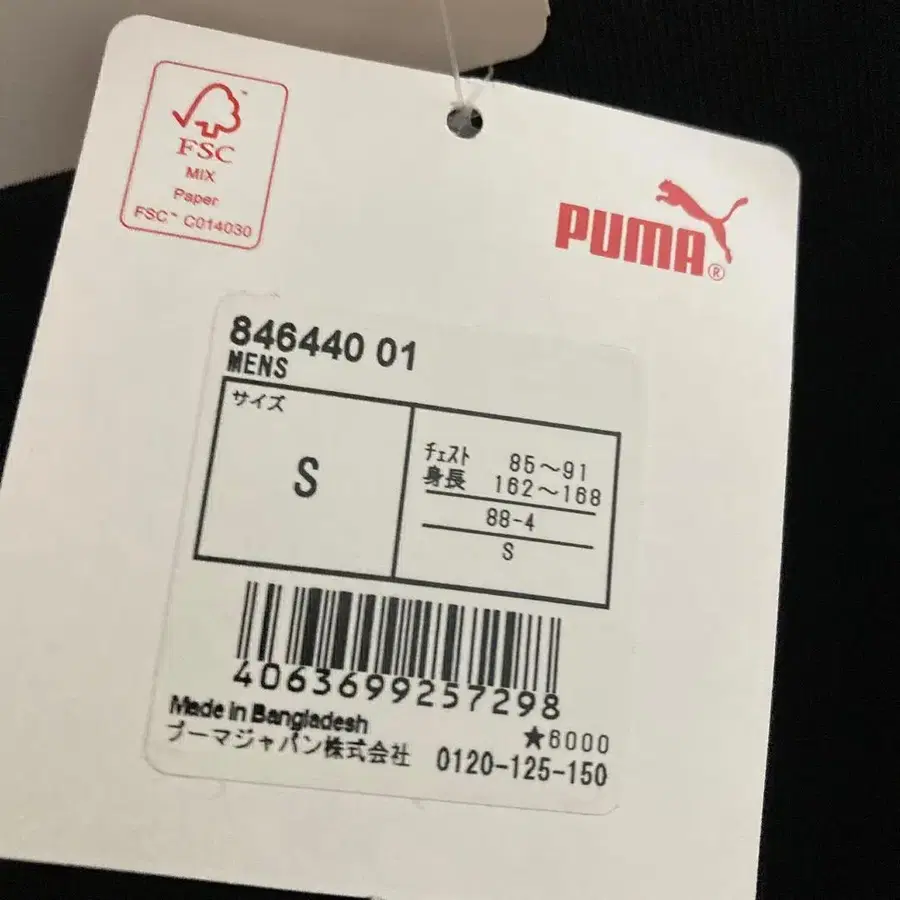 FSC
MIX
Paper
FSC™ C014030
PUMA®
846440 01
MENS
サイズ
S
チェスト 85～91
身長 162～168
88-4
S
4063699257298
Made in Bangladesh
★6000
プーマジャパン株式会社 0120-125-150